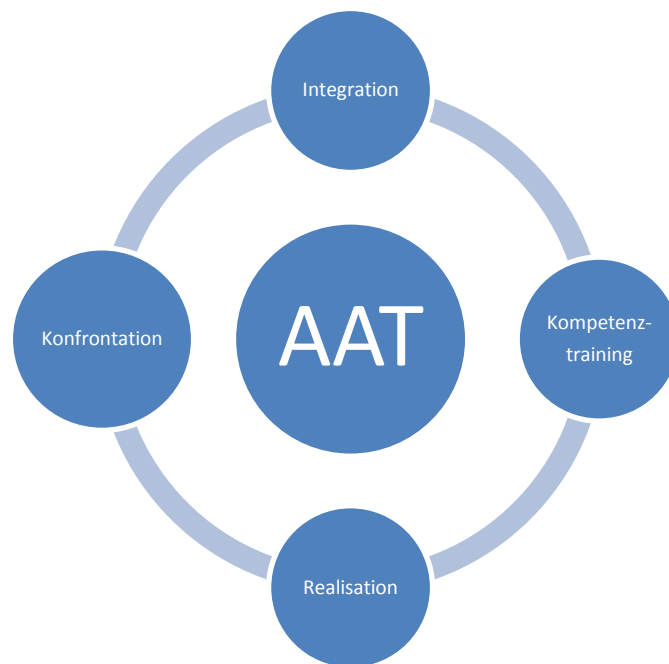 Integration
Konfrontation
AAT
Kompetenz-
training
Realisation